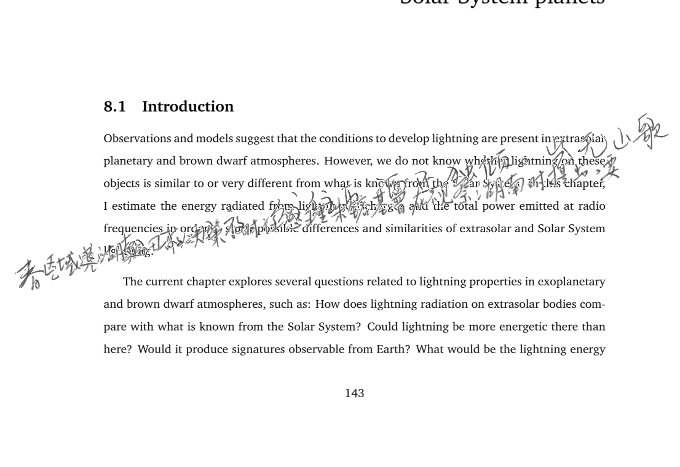 Solar System planets
8.1 Introduction
Observations and models suggest that the conditions to develop lightning are present in extrasolar
planetary and brown dwarf atmospheres. However, we do not know whether lightning on these
objects is similar to or very different from what is known from the Solar System. In this chapter,
I estimate the energy radiated from lightning and the total power emitted at radio
frequencies in order to possible differences and similarities of extrasolar and Solar System
The current chapter explores several questions related to lightning properties in exoplanetary
and brown dwarf atmospheres, such as: How does lightning radiation on extrasolar bodies com-
pare with what is known from the Solar System? Could lightning be more energetic there than
here? Would it produce signatures observable from Earth? What would be the lightning energy
143